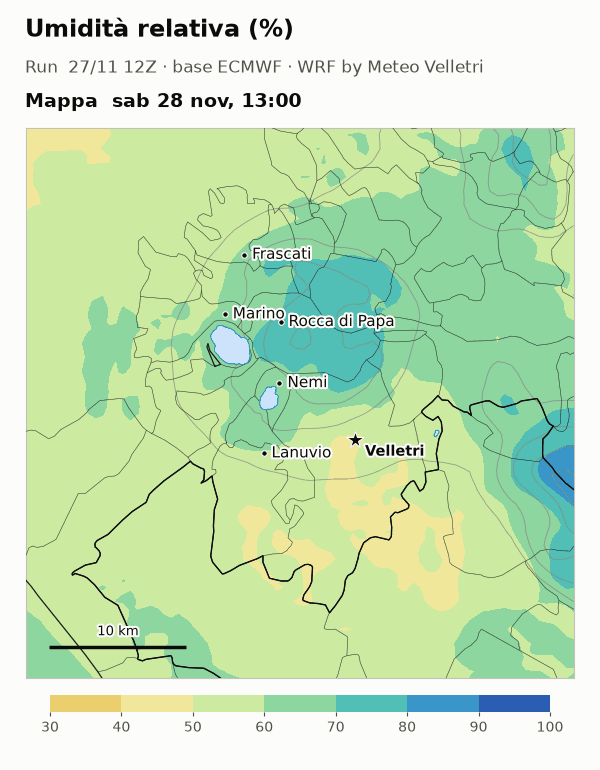 Umidità relativa (%)
Run  27/11 12Z · base ECMWF · WRF by Meteo Velletri
Mappa  sab 28 nov, 13:00
Frascati
Marino
Rocca di Papa
Nemi
Velletri
Lanuvio
10 km
30 40 50 60 70 80 90 100